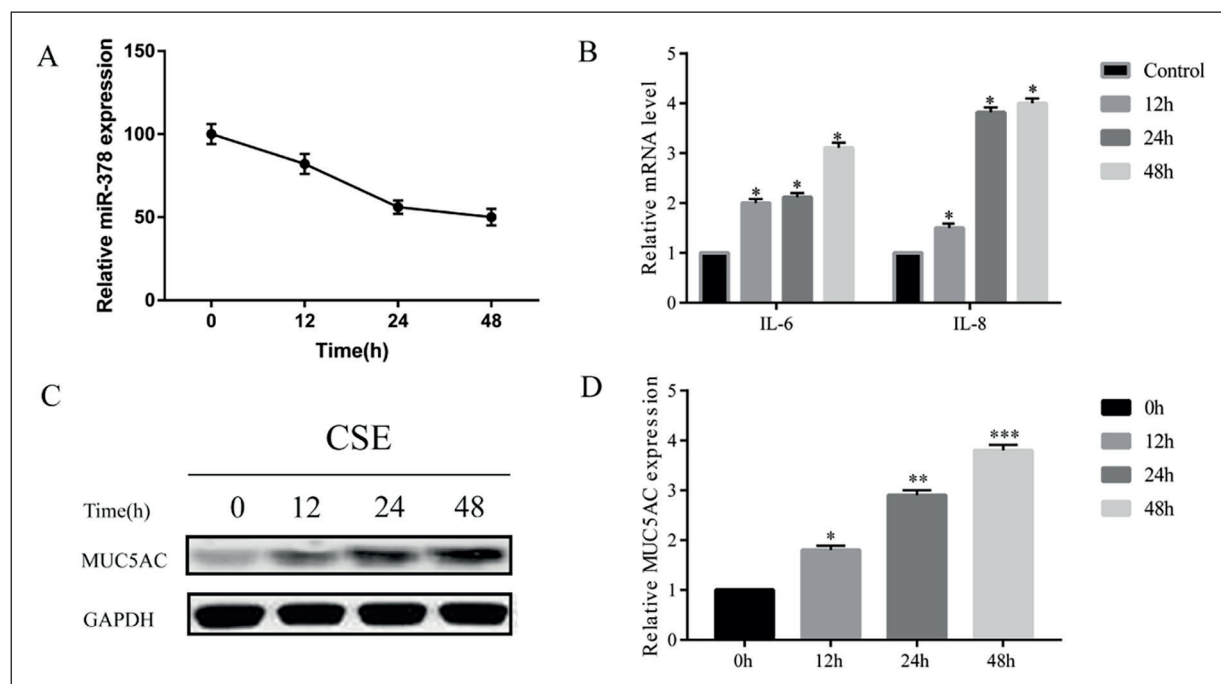 A
Relative miR-378 expression
150
100
50
0
0 12 24 48
Time(h)
B
Relative mRNA level
5
4
3
2
1
0
* * * * * *
IL-6 IL-8
Control
12h
24h
48h
C
CSE
Time(h) 0 12 24 48
MUC5AC
GAPDH
D
Relative MUC5AC expression
5
4
3
2
1
0
* ** ***
0h 12h 24h 48h
0h
12h
24h
48h